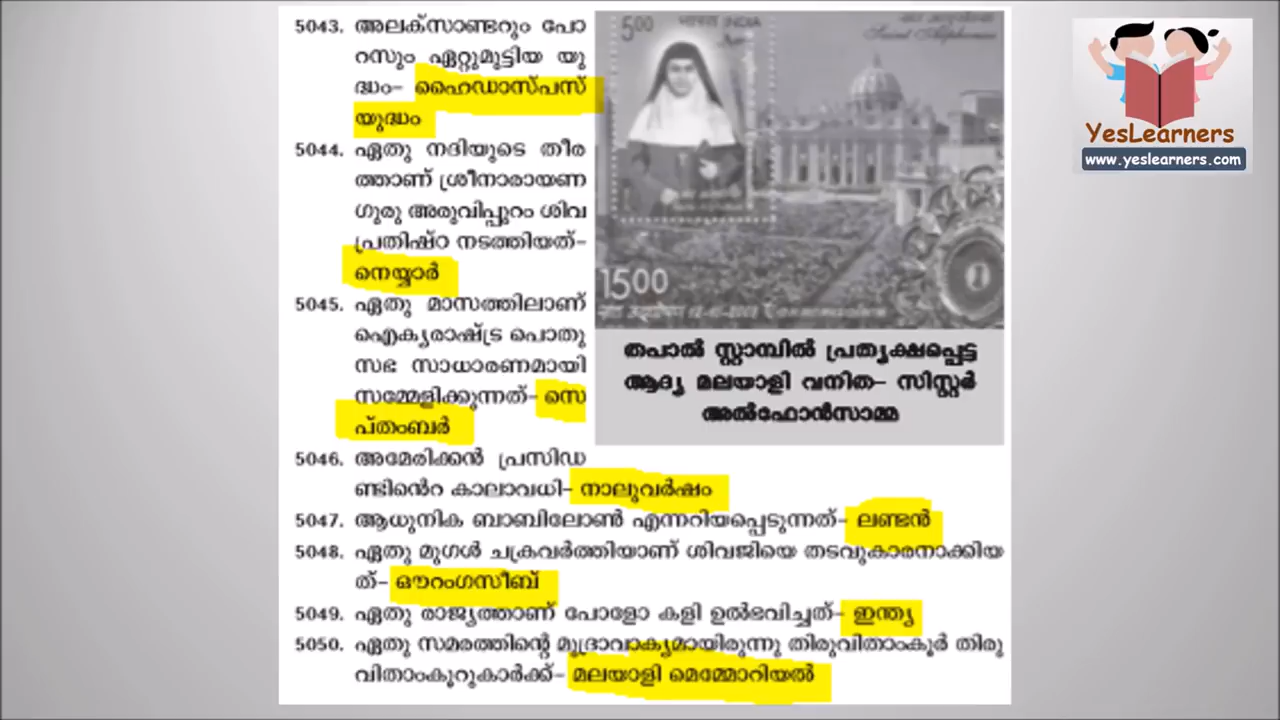 5043. അലക്സാണ്ടറും പോ
റസും ഏറ്റുമുട്ടിയ യു
ദ്ധം- ഹൈഡാസ്പസ്
യുദ്ധം
5044. ഏതു നദിയുടെ തീര
ത്താണ് ശ്രീനാരായണ
ഗുരു അരുവിപ്പുറം ശിവ
പ്രതിഷ്ഠ നടത്തിയത്-
നെയ്യാർ
5045. ഏതു മാസത്തിലാണ്
ഐക്യരാഷ്ട്ര പൊതു
സഭ സാധാരണമായി
സമ്മേളിക്കുന്നത്- സെ
പ്തംബർ
5046. അമേരിക്കൻ പ്രസിഡ
ണ്ടിൻെറ കാലാവധി- നാലുവർഷം
5047. ആധുനിക ബാബിലോൺ എന്നറിയപ്പെടുന്നത്- ലണ്ടൻ
5048. ഏതു മുഗൾ ചക്രവർത്തിയാണ് ശിവജിയെ തടവുകാരനാക്കിയ
ത്- ഔറംഗസീബ്
5049. ഏതു രാജ്യത്താണ് പോളോ കളി ഉൽഭവിച്ചത്- ഇന്ത്യ
5050. ഏതു സമരത്തിന്റെ മുദ്രാവാക്യമായിരുന്നു തിരുവിതാംകൂർ തിരു
വിതാംകൂറുകാർക്ക്- മലയാളി മെമ്മോറിയൽ
5.00 भारत INDIA
Saint Alphonsa
1500
തപാൽ സ്റ്റാമ്പിൽ പ്രത്യക്ഷപ്പെട്ട
ആദ്യ മലയാളി വനിത- സിസ്റ്റർ
അൽഫോൻസാമ്മ
YesLearners
www.yeslearners.com